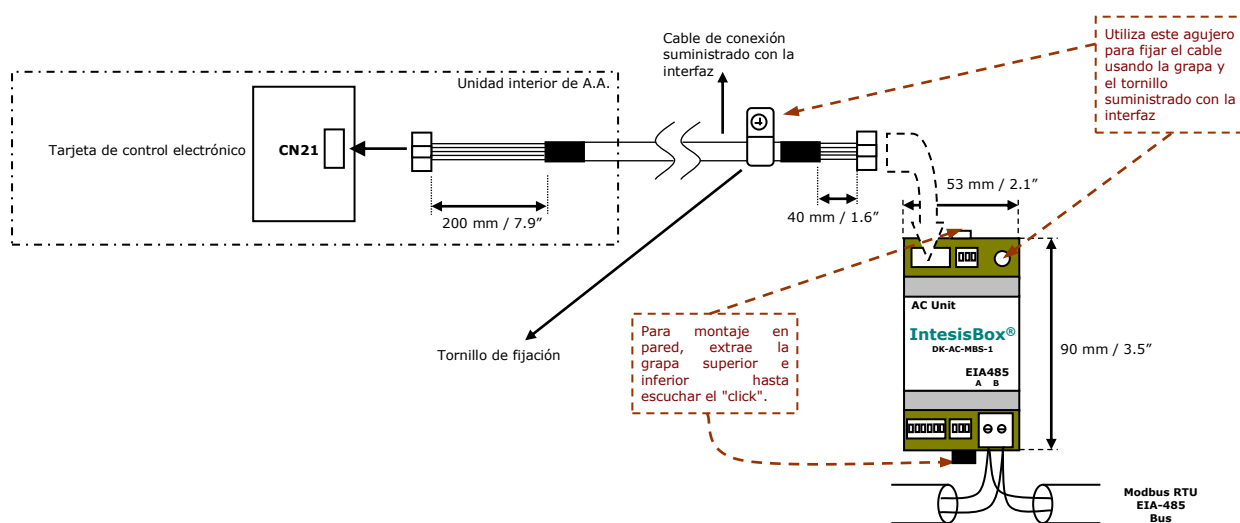 Cable de conexión
suministrado con la
interfaz
Utiliza este agujero
para fijar el cable
usando la grapa y
el tornillo
suministrado con la
interfaz
Unidad interior de A.A.
Tarjeta de control electrónico
CN21
200 mm / 7.9”
40 mm / 1.6”
53 mm / 2.1”
AC Unit
IntesisBox®
DK-AC-MBS-1
EIA485
A B
90 mm / 3.5”
Tornillo de fijación
Para montaje en
pared, extrae la
grapa superior e
inferior hasta
escuchar el "click".
Modbus RTU
EIA-485
Bus